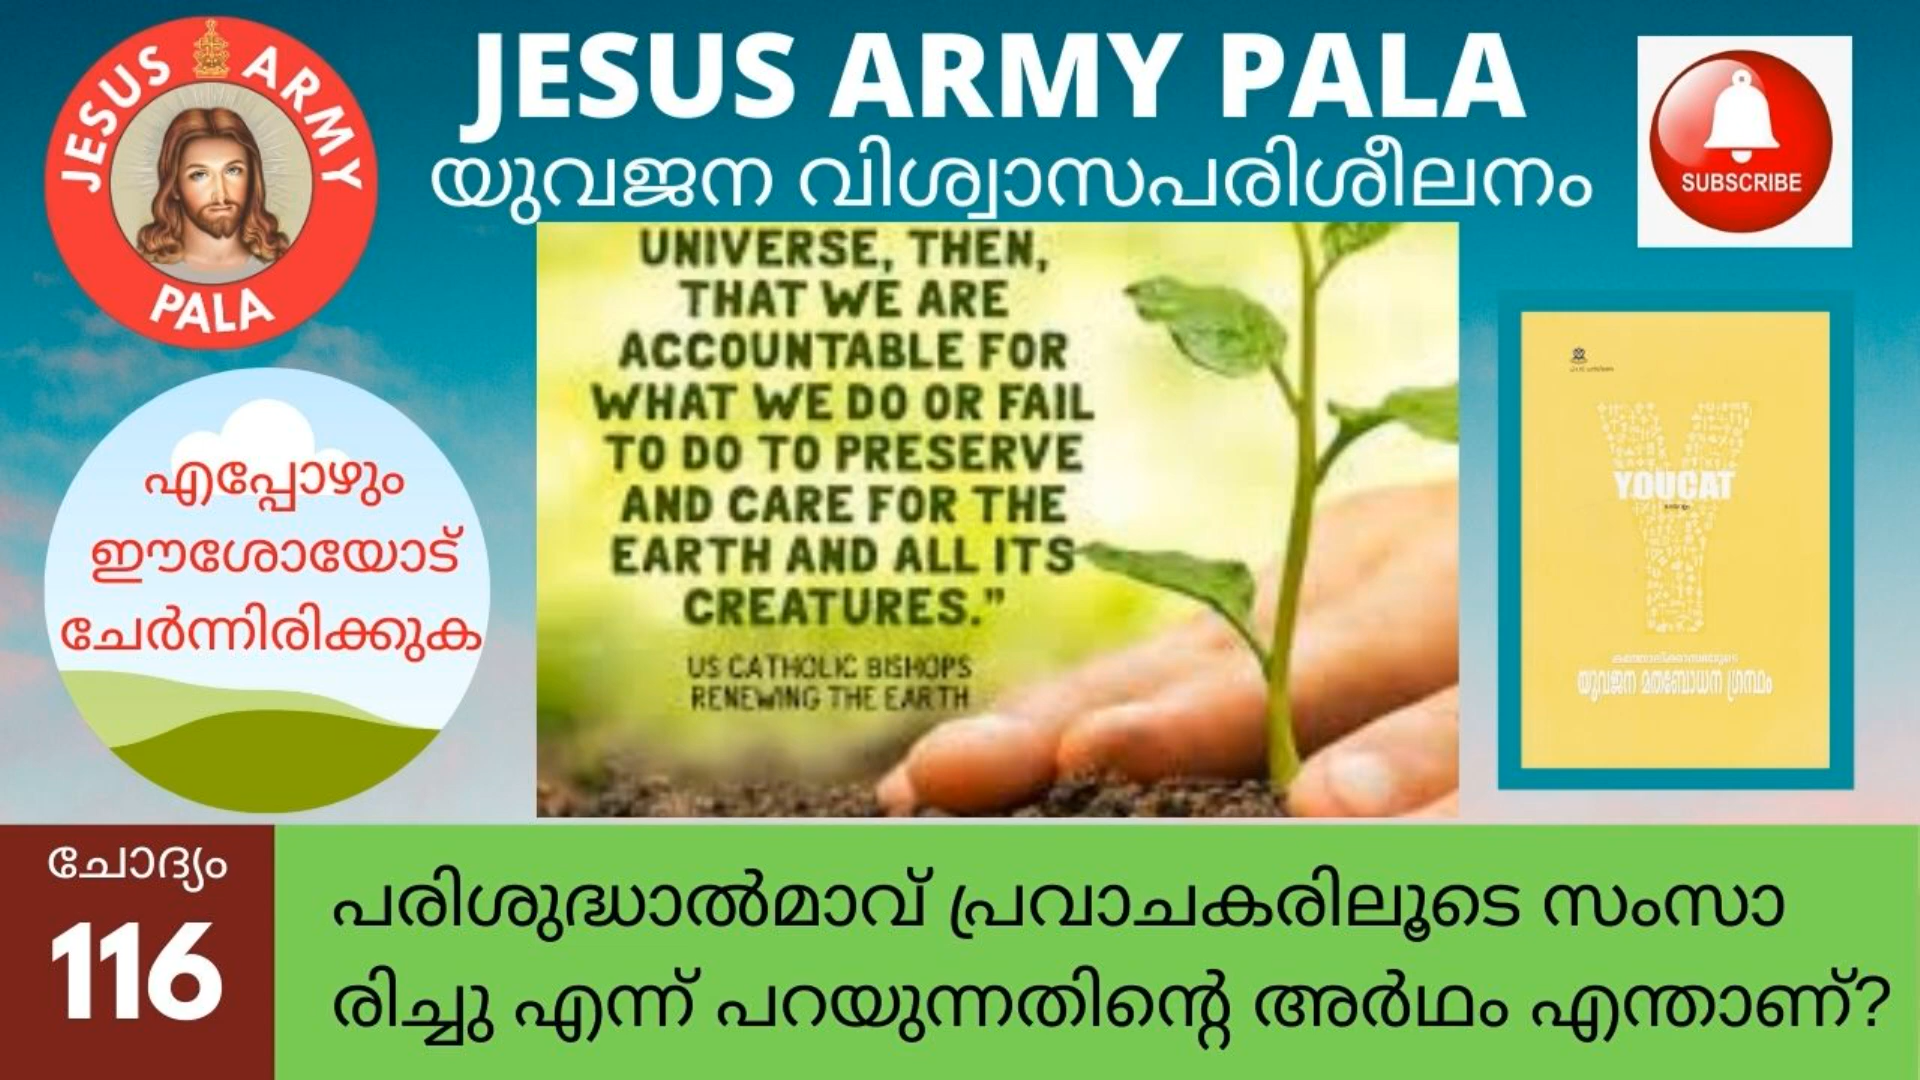 JESUS ARMY
PALA
JESUS ARMY PALA
യുവജന വിശ്വാസപരിശീലനം
SUBSCRIBE
UNIVERSE, THEN,
THAT WE ARE
ACCOUNTABLE FOR
WHAT WE DO OR FAIL
TO DO TO PRESERVE
AND CARE FOR THE
EARTH AND ALL ITS
CREATURES.”
US CATHOLIC BISHOPS
RENEWING THE EARTH
എപ്പോഴും
ഈശോയോട്
ചേർന്നിരിക്കുക
YOUCAT
കത്തോലിക്കാസഭയുടെ
യുവജന മതബോധന ഗ്രന്ഥം
ചോദ്യം
116
പരിശുദ്ധാൽമാവ് പ്രവാചകരിലൂടെ സംസാ
രിച്ചു എന്ന് പറയുന്നതിന്റെ അർഥം എന്താണ്?